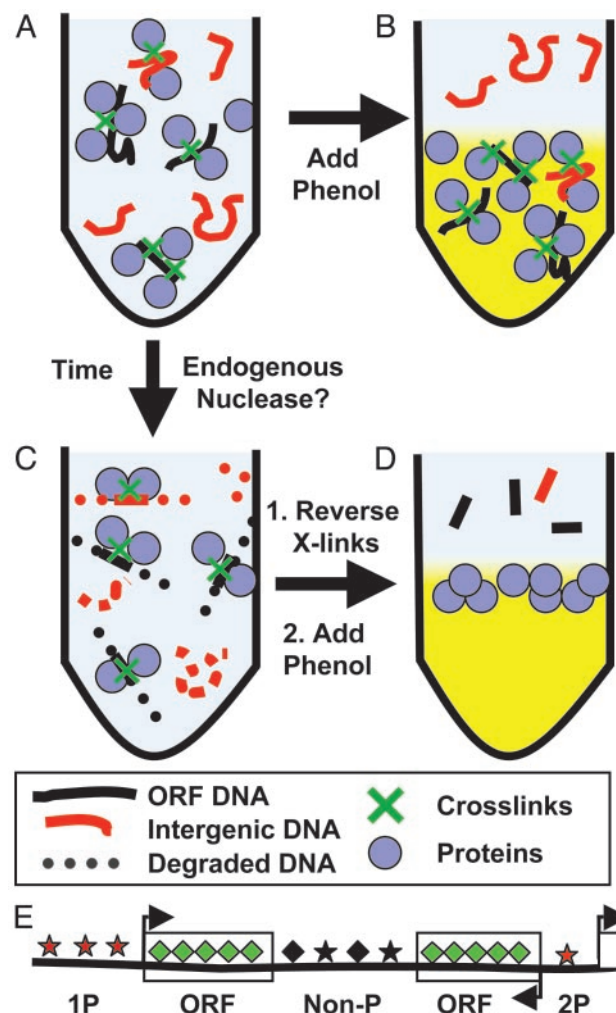 A
B
Add
Phenol
Time
Endogenous
Nuclease?
C
D
1. Reverse
X-links
2. Add
Phenol
ORF DNA
Intergenic DNA
Degraded DNA
Crosslinks
Proteins
E
1P ORF Non-P ORF 2P